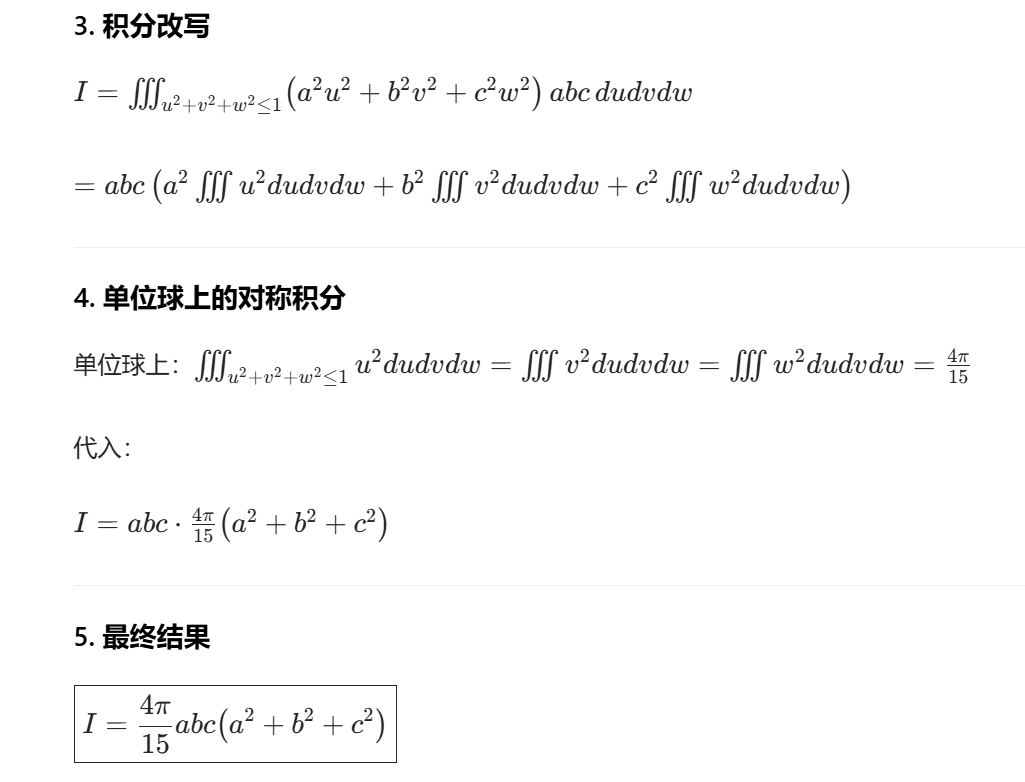 3. 积分改写
I = ∭_{u²+v²+w²≤1} (a²u² + b²v² + c²w²) abc dudvdw
= abc (a² ∭ u²dudvdw + b² ∭ v²dudvdw + c² ∭ w²dudvdw)
4. 单位球上的对称积分
单位球上：∭_{u²+v²+w²≤1} u²dudvdw = ∭ v²dudvdw = ∭ w²dudvdw = 4π/15
代入：
I = abc · 4π/15 (a² + b² + c²)
5. 最终结果
I = 4π/15 abc(a² + b² + c²)